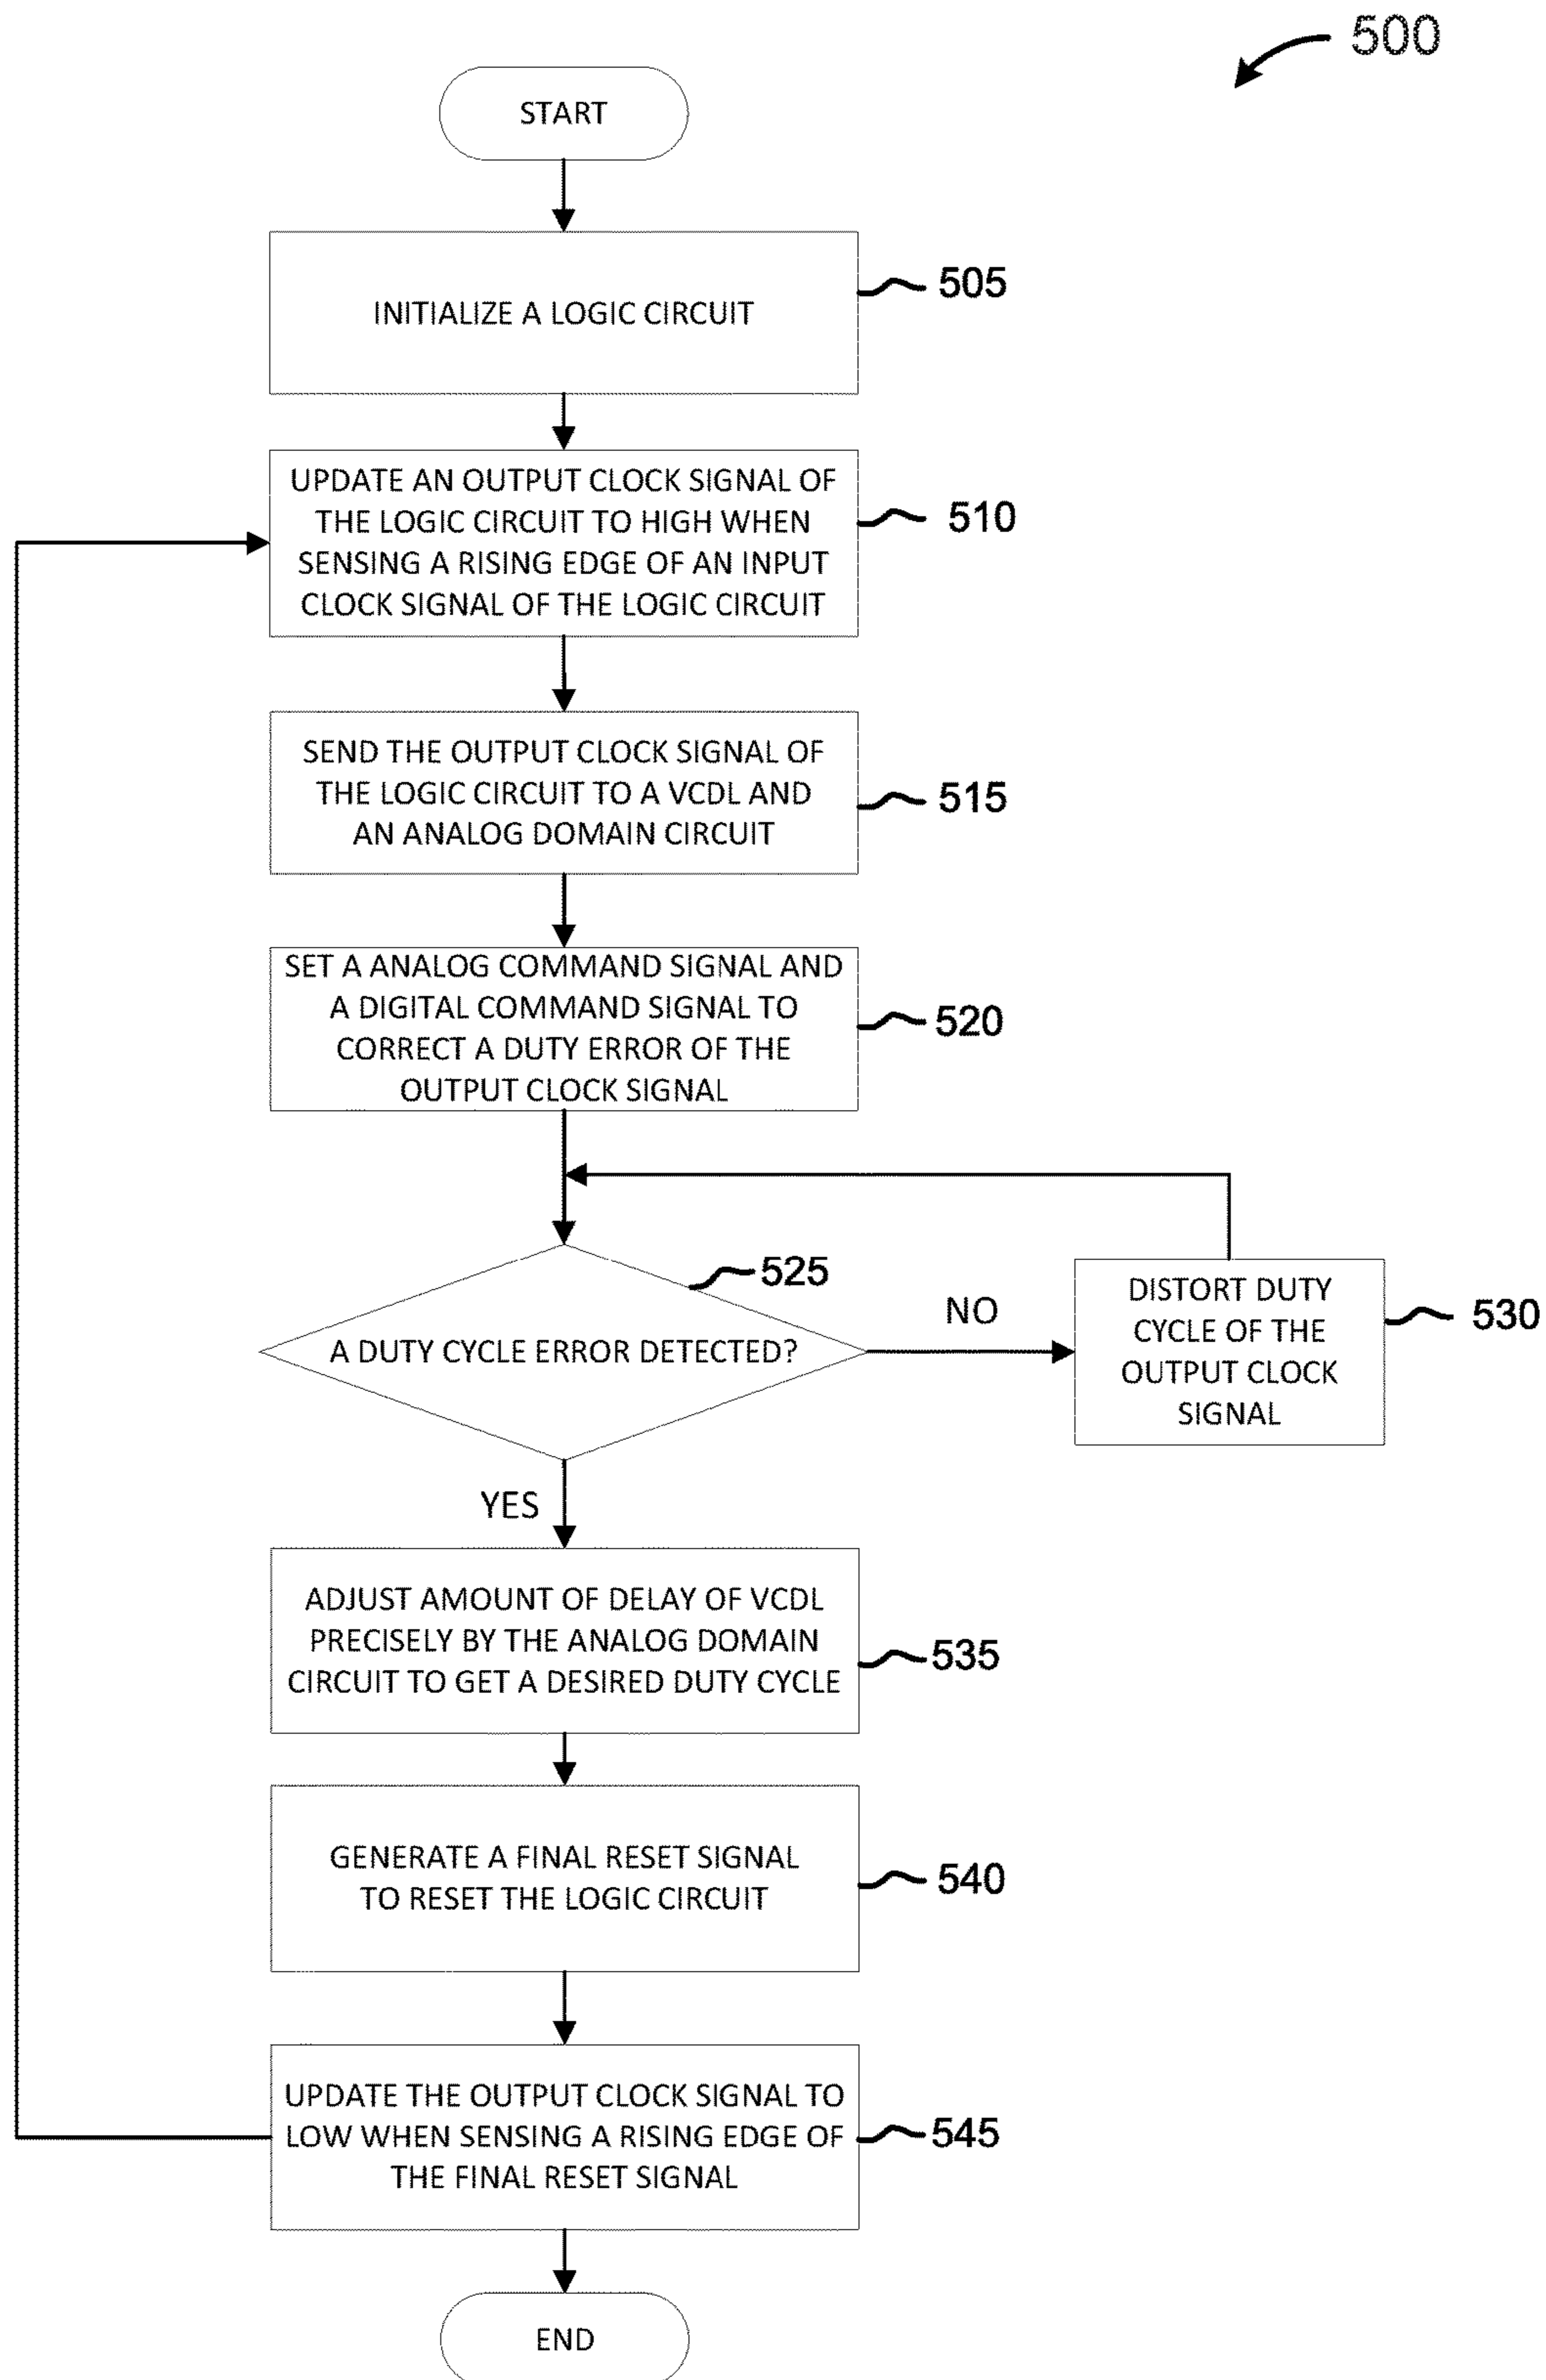 500
START
INITIALIZE A LOGIC CIRCUIT
505
UPDATE AN OUTPUT CLOCK SIGNAL OF
THE LOGIC CIRCUIT TO HIGH WHEN
SENSING A RISING EDGE OF AN INPUT
CLOCK SIGNAL OF THE LOGIC CIRCUIT
510
SEND THE OUTPUT CLOCK SIGNAL OF
THE LOGIC CIRCUIT TO A VCDL AND
AN ANALOG DOMAIN CIRCUIT
515
SET A ANALOG COMMAND SIGNAL AND
A DIGITAL COMMAND SIGNAL TO
CORRECT A DUTY ERROR OF THE
OUTPUT CLOCK SIGNAL
520
A DUTY CYCLE ERROR DETECTED?
525
NO
DISTORT DUTY
CYCLE OF THE
OUTPUT CLOCK
SIGNAL
530
YES
ADJUST AMOUNT OF DELAY OF VCDL
PRECISELY BY THE ANALOG DOMAIN
CIRCUIT TO GET A DESIRED DUTY CYCLE
535
GENERATE A FINAL RESET SIGNAL
TO RESET THE LOGIC CIRCUIT
540
UPDATE THE OUTPUT CLOCK SIGNAL TO
LOW WHEN SENSING A RISING EDGE OF
THE FINAL RESET SIGNAL
545
END